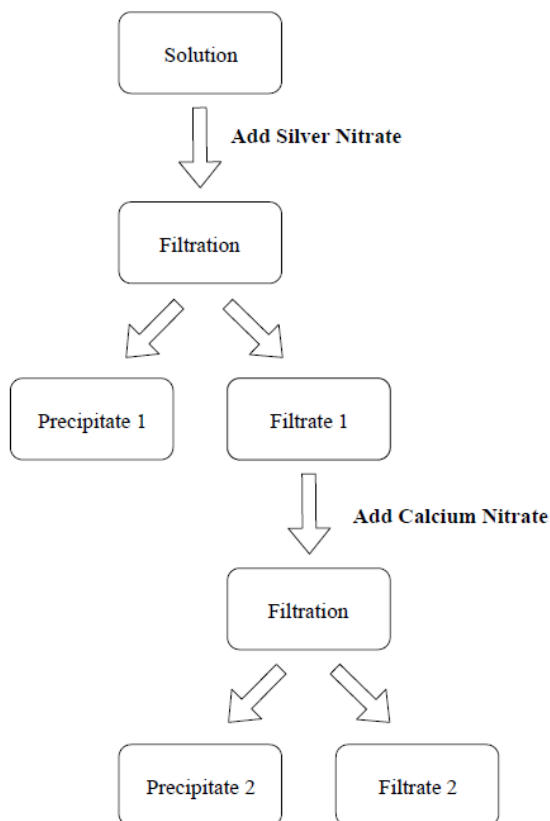 Solution
Add Silver Nitrate
Filtration
Precipitate 1
Filtrate 1
Add Calcium Nitrate
Filtration
Precipitate 2
Filtrate 2